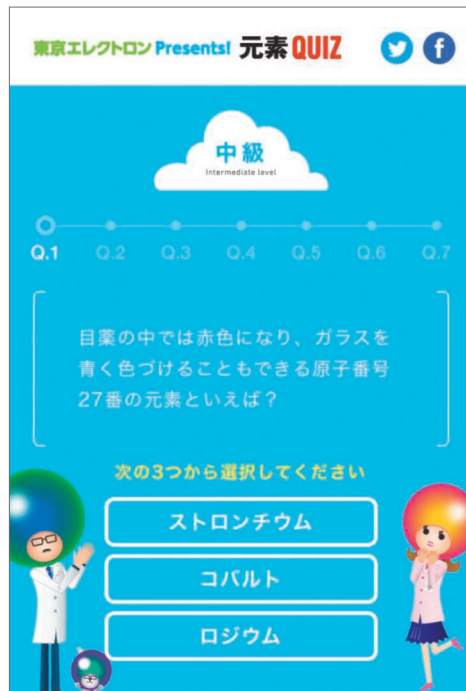 東京エレクトロン Presents! 元素QUIZ
中級
Intermediate level
Q.1 Q.2 Q.3 Q.4 Q.5 Q.6 Q.7
目薬の中では赤色になり、ガラスを
青く色づけることもできる原子番号
27番の元素といえば？
次の3つから選択してください
ストロンチウム
コバルト
ロジウム